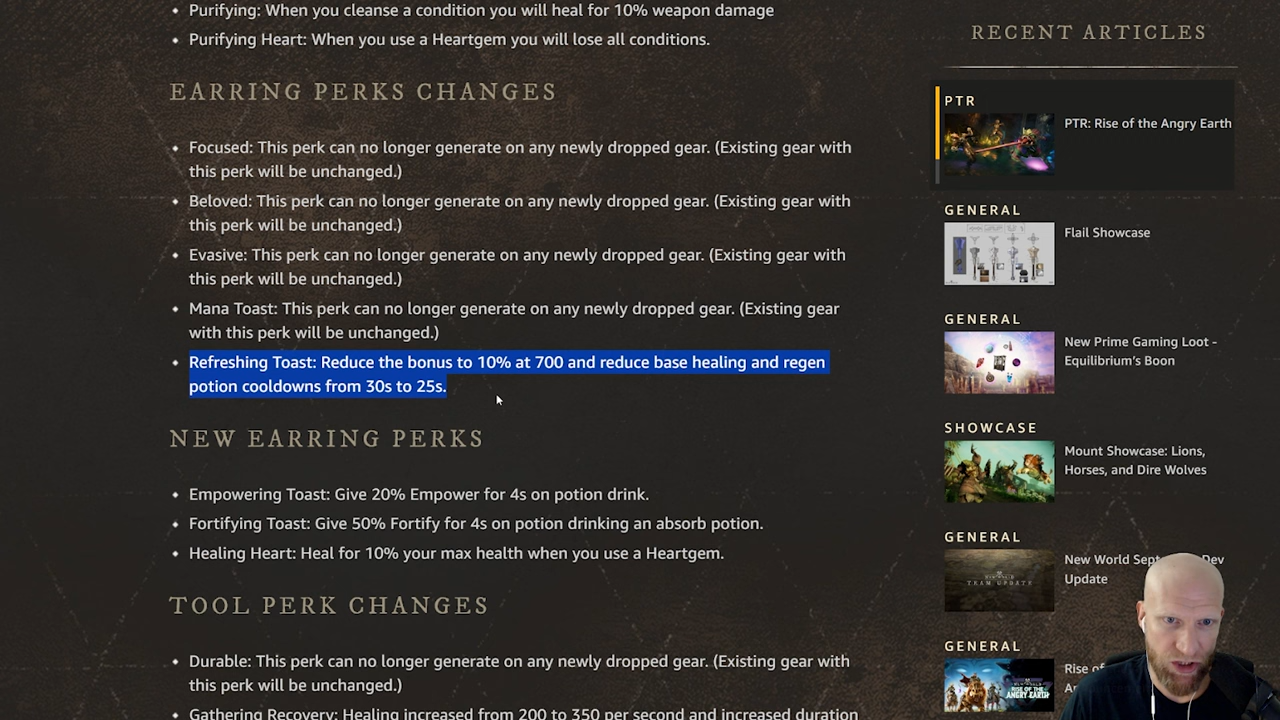 Purifying: When you cleanse a condition you will heal for 10% weapon damage
Purifying Heart: When you use a Heartgem you will lose all conditions.
EARRING PERKS CHANGES
Focused: This perk can no longer generate on any newly dropped gear. (Existing gear with
this perk will be unchanged.)
Beloved: This perk can no longer generate on any newly dropped gear. (Existing gear with
this perk will be unchanged.)
Evasive: This perk can no longer generate on any newly dropped gear. (Existing gear with
this perk will be unchanged.)
Mana Toast: This perk can no longer generate on any newly dropped gear. (Existing gear
with this perk will be unchanged.)
Refreshing Toast: Reduce the bonus to 10% at 700 and reduce base healing and regen
potion cooldowns from 30s to 25s.
NEW EARRING PERKS
Empowering Toast: Give 20% Empower for 4s on potion drink.
Fortifying Toast: Give 50% Fortify for 4s on potion drinking an absorb potion.
Healing Heart: Heal for 10% your max health when you use a Heartgem.
TOOL PERK CHANGES
Durable: This perk can no longer generate on any newly dropped gear. (Existing gear with
this perk will be unchanged.)
Gathering Recovery: Healing increased from 200 to 350 per second and increased duration
RECENT ARTICLES
PTR
PTR: Rise of the Angry Earth
GENERAL
Flail Showcase
GENERAL
New Prime Gaming Loot -
Equilibrium's Boon
SHOWCASE
Mount Showcase: Lions,
Horses, and Dire Wolves
GENERAL
New World Dev
Update
TEAM UPDATE
GENERAL
Rise of
RISE OF THE
ANGRY EARTH